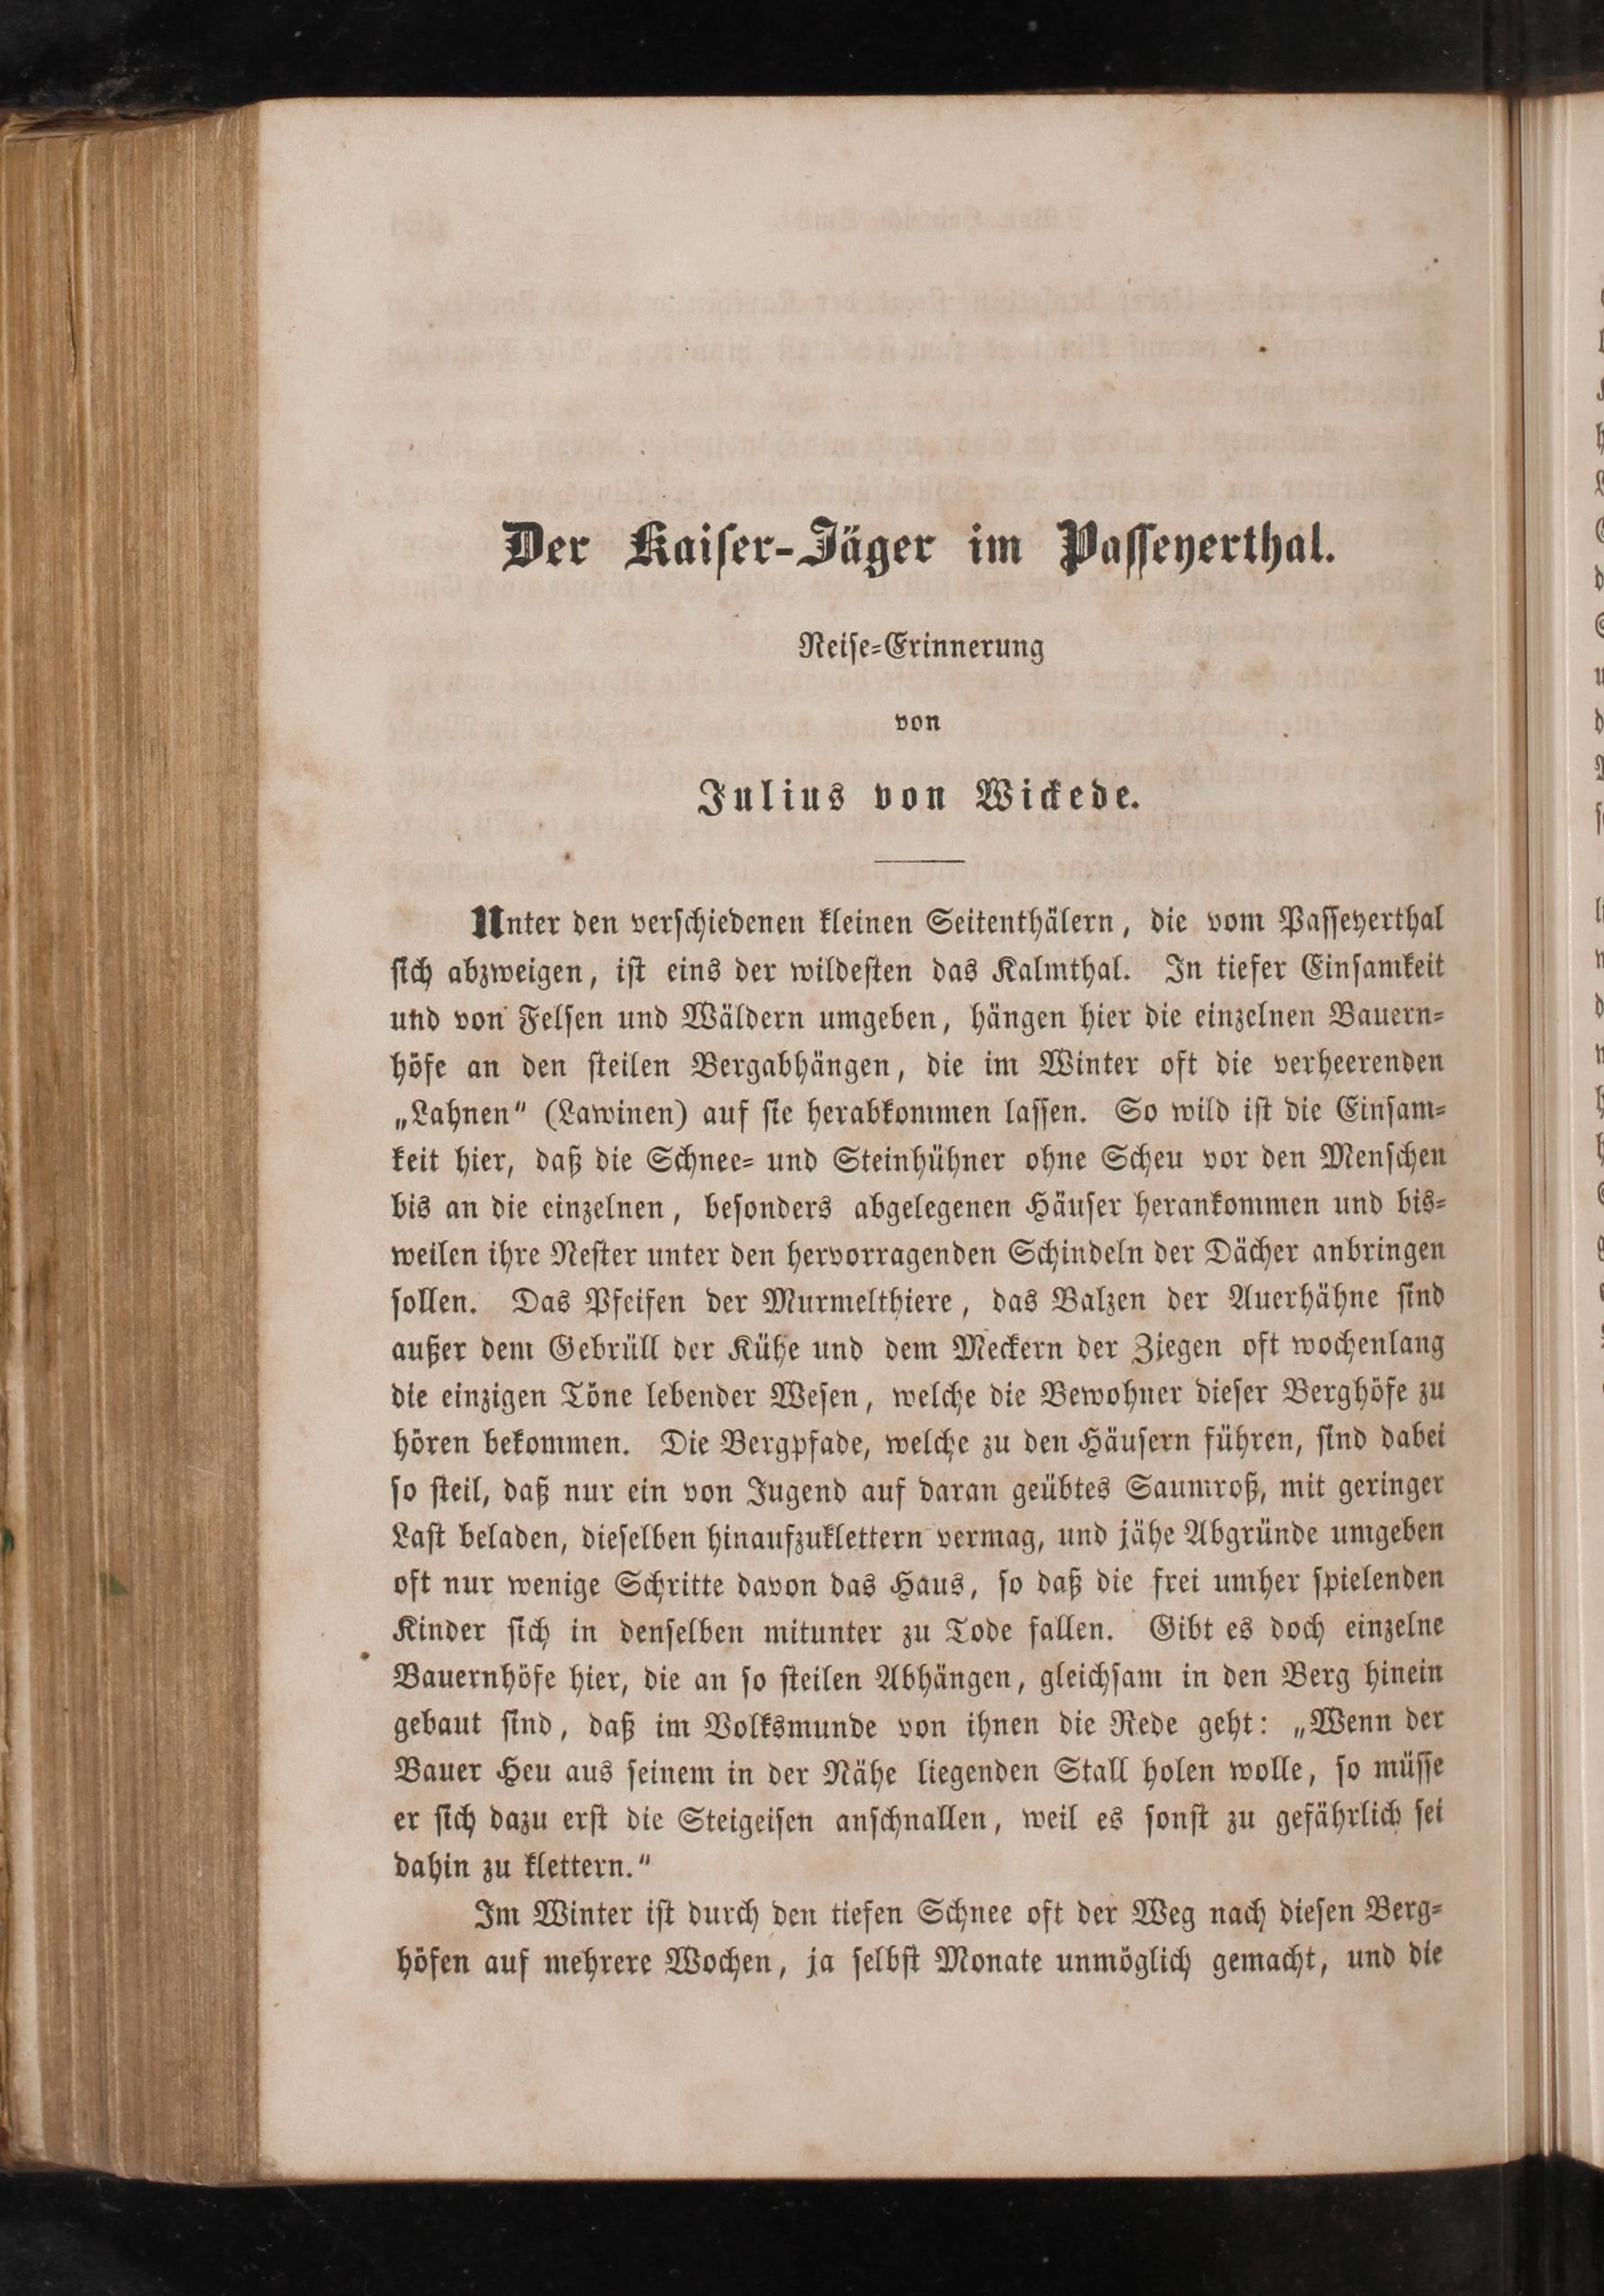 Der Kaiser-Jäger im Passeyerthal.
Reise-Erinnerung
von
Julius von Wickede.
Unter den verschiedenen kleinen Seitenthälern, die vom Passeyerthal
sich abzweigen, ist eins der wildesten das Kalmthal. In tiefer Einsamkeit
und von Felsen und Wäldern umgeben, hängen hier die einzelnen Bauern-
höfe an den steilen Bergabhängen, die im Winter oft die verheerenden
„Lahnen“ (Lawinen) auf sie herabkommen lassen. So wild ist die Einsam-
keit hier, daß die Schnee- und Steinhühner ohne Scheu vor den Menschen
bis an die einzelnen, besonders abgelegenen Häuser herankommen und bis-
weilen ihre Nester unter den hervorragenden Schindeln der Dächer anbringen
sollen. Das Pfeifen der Murmelthiere, das Balzen der Auerhähne sind
außer dem Gebrüll der Kühe und dem Meckern der Ziegen oft wochenlang
die einzigen Töne lebender Wesen, welche die Bewohner dieser Berghöfe zu
hören bekommen. Die Bergpfade, welche zu den Häusern führen, sind dabei
so steil, daß nur ein von Jugend auf daran geübtes Saumroß, mit geringer
Last beladen, dieselben hinaufzuklettern vermag, und jähe Abgründe umgeben
oft nur wenige Schritte davon das Haus, so daß die frei umher spielenden
Kinder sich in denselben mitunter zu Tode fallen. Gibt es doch einzelne
Bauernhöfe hier, die an so steilen Abhängen, gleichsam in den Berg hinein
gebaut sind, daß im Volksmunde von ihnen die Rede geht: „Wenn der
Bauer Heu aus seinem in der Nähe liegenden Stall holen wolle, so müsse
er sich dazu erst die Steigeisen anschnallen, weil es sonst zu gefährlich sei
dahin zu klettern.“
Im Winter ist durch den tiefen Schnee oft der Weg nach diesen Berg-
höfen auf mehrere Wochen, ja selbst Monate unmöglich gemacht, und die